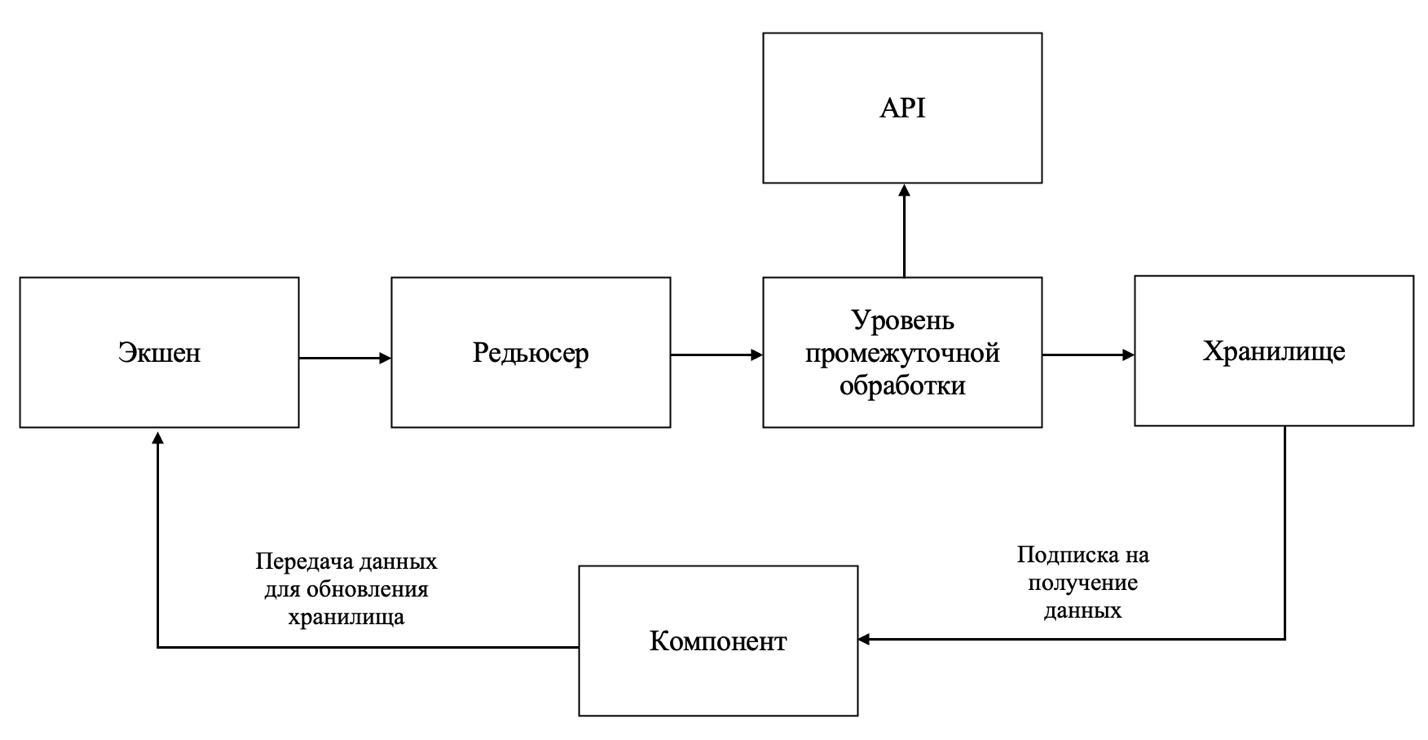 API
Экшен
Редьюсер
Уровень
промежуточной
обработки
Хранилище
Передача данных
для обновления
хранилища
Компонент
Подписка на
получение
данных